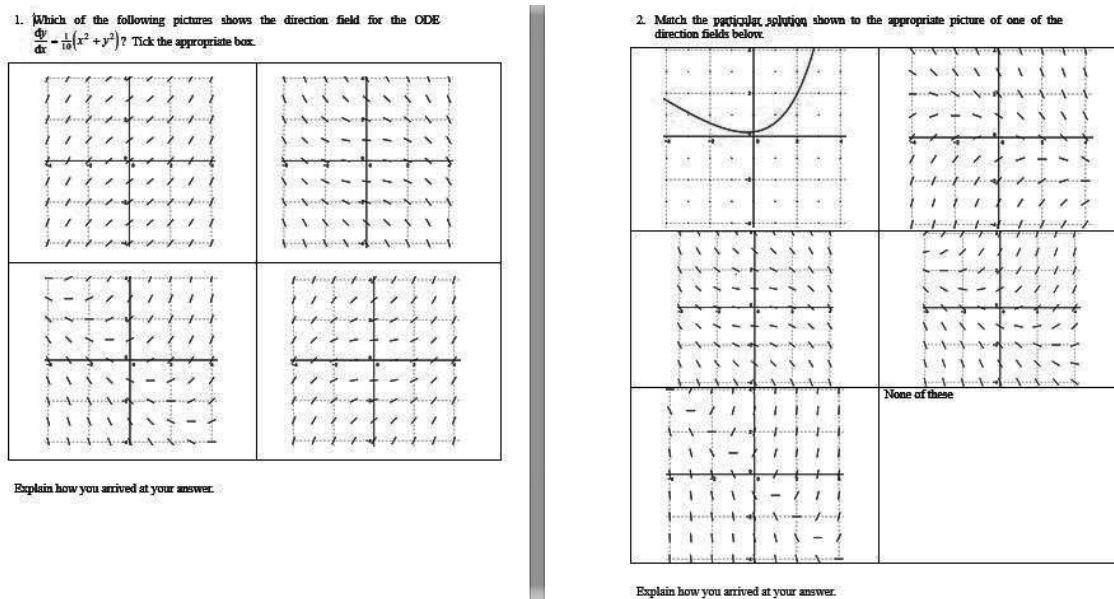 1. Which of the following pictures shows the direction field for the ODE
dy/dx = 1/10(x² + y²)? Tick the appropriate box.
Explain how you arrived at your answer.
2. Match the particular solution shown to the appropriate picture of one of the
direction fields below.
None of these
Explain how you arrived at your answer.